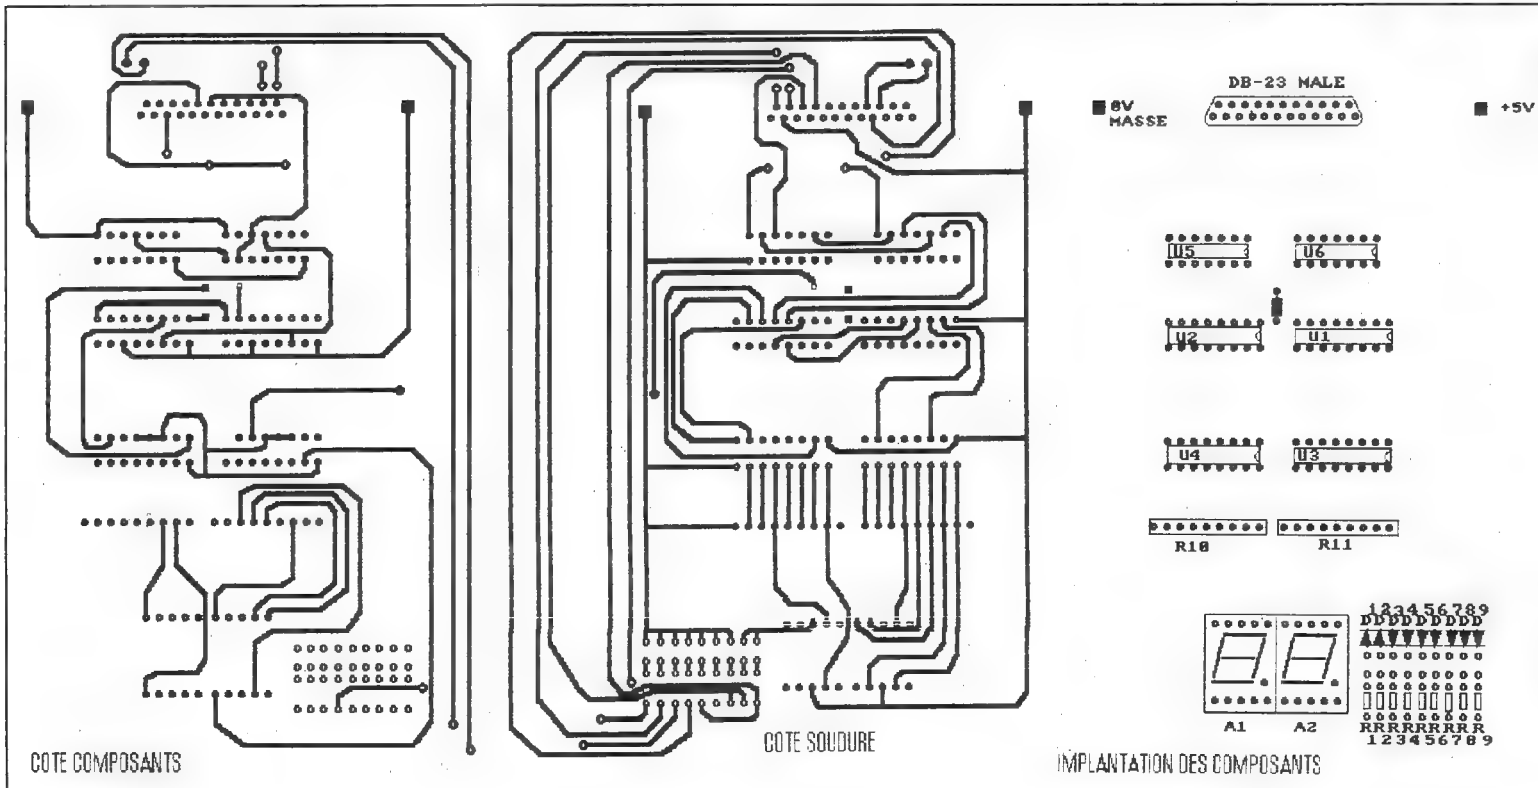 DB-23 MALE
0V
MASSE
+5V
U5
U6
U2
U1
U4
U3
R10
R11
123456789
DDDDDDDDD
A1
A2
RRRRRRRRR
123456789
COTE COMPOSANTS
COTE SOUDURE
IMPLANTATION DES COMPOSANTS